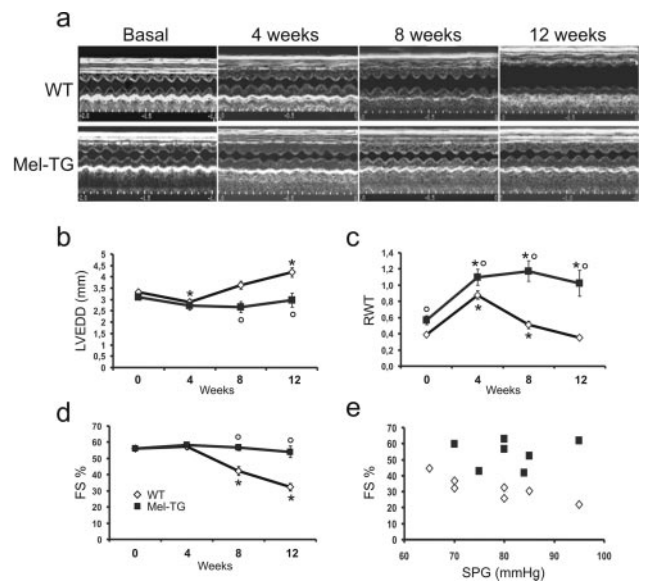 a
Basal 4 weeks 8 weeks 12 weeks
WT
Mel-TG
b
LVEDD (mm)
5
4,5
4
3,5
3
2,5
2
1,5
1
0,5
0
* *
° °
0 4 8 12
Weeks
c
RWT
1,4
1,2
1,0
0,8
0,6
0,4
0,2
0,0
° *° *° *°
* *
0 4 8 12
Weeks
d
FS %
70
60
50
40
30
20
10
0
° °
* *
WT
Mel-TG
0 4 8 12
Weeks
e
FS %
80
70
60
50
40
30
20
10
0
60 70 80 90 100
SPG (mmHg)